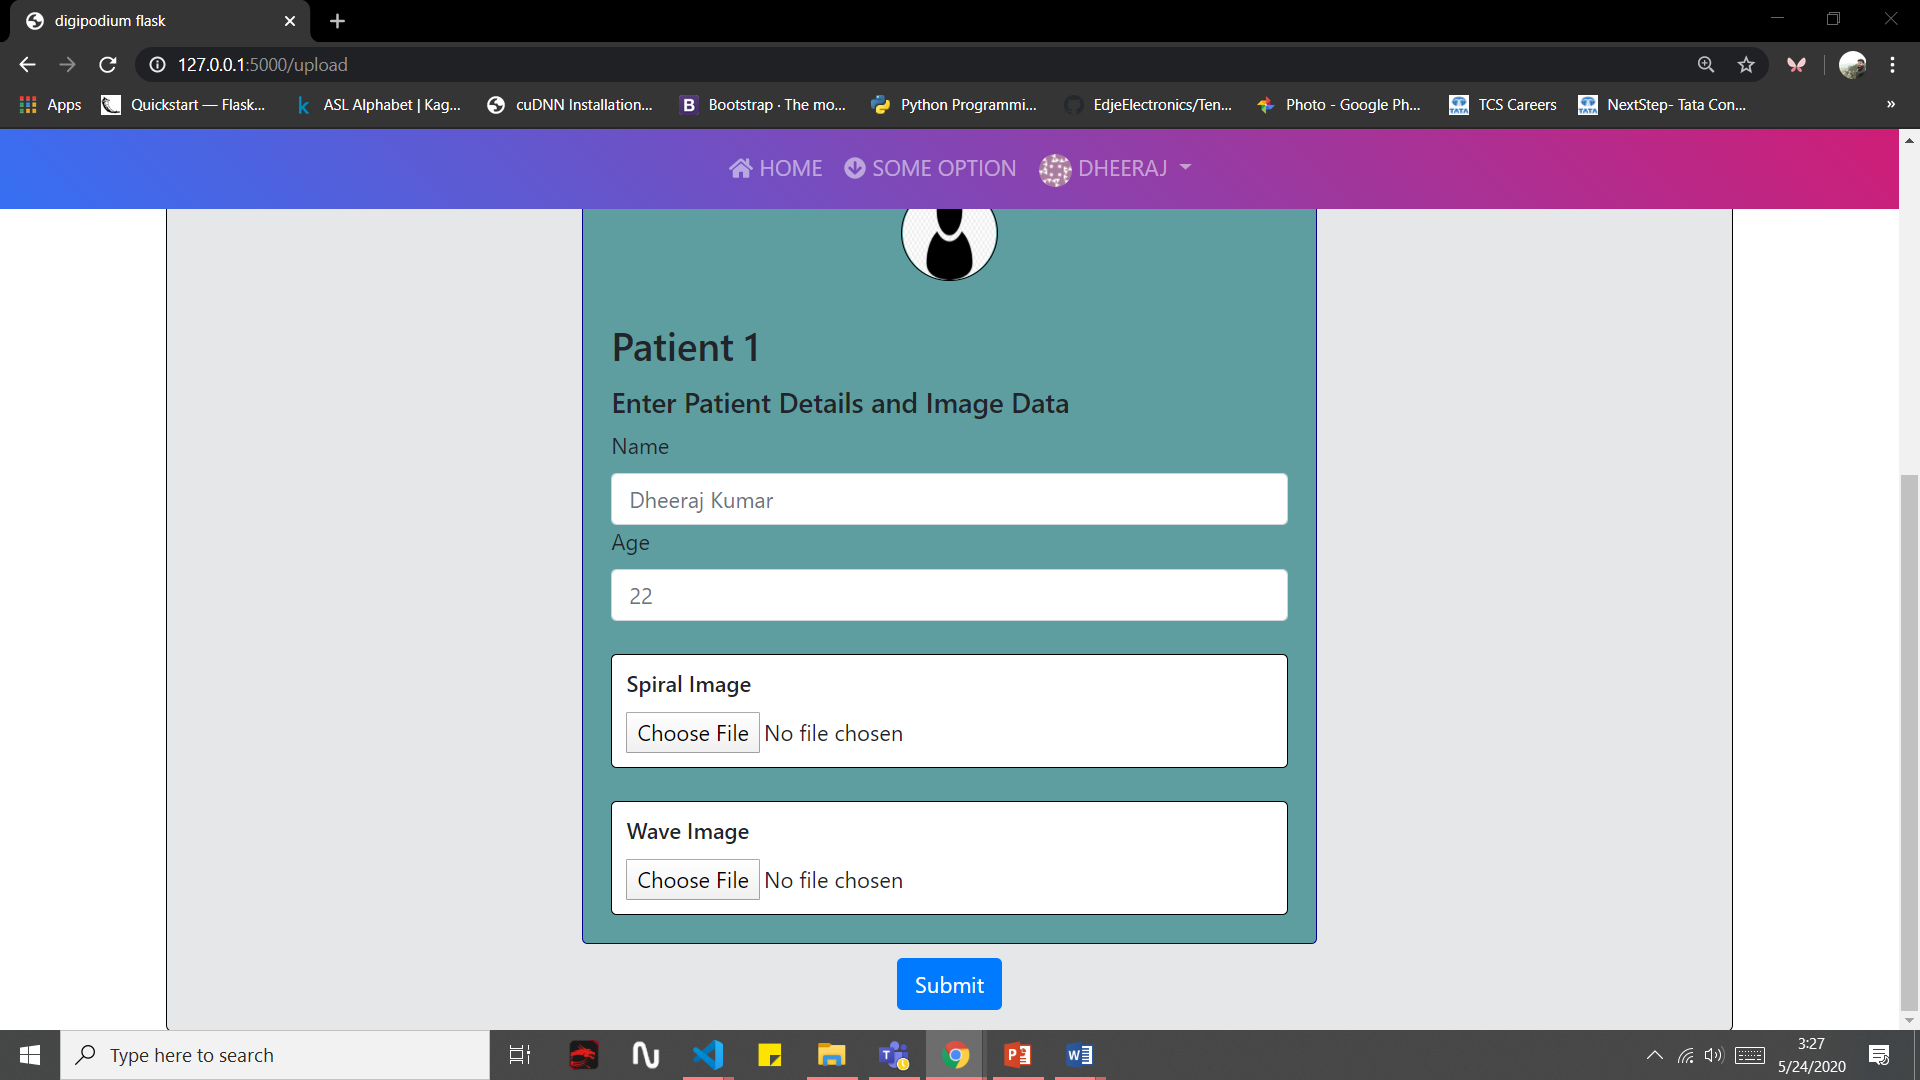 digipodium flask
127.0.0.1:5000/upload
Apps
Quickstart — Flask...
k
ASL Alphabet | Kag...
cuDNN Installation...
B
Bootstrap · The mo...
Python Programmi...
EdjeElectronics/Ten...
Photo - Google Ph...
TATA
TCS Careers
TATA
NextStep- Tata Con...
»
HOME
SOME OPTION
DHEERAJ
Patient 1
Enter Patient Details and Image Data
Name
Dheeraj Kumar
Age
22
Spiral Image
Choose File No file chosen
Wave Image
Choose File No file chosen
Submit
Type here to search
3:27
5/24/2020